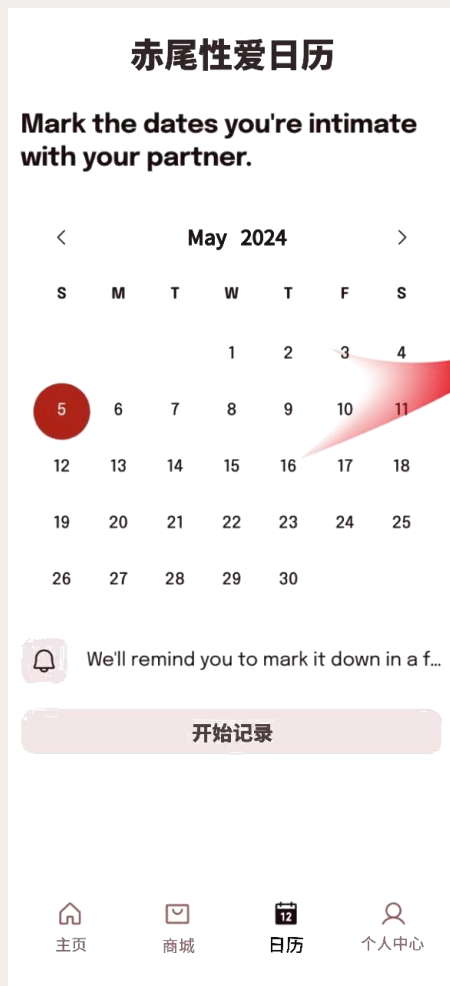 赤尾性爱日历
Mark the dates you're intimate
with your partner.
May 2024
S M T W T F S
1 2 3 4
5 6 7 8 9 10 11
12 13 14 15 16 17 18
19 20 21 22 23 24 25
26 27 28 29 30
We'll remind you to mark it down in a f...
开始记录
12
主页 商城 日历 个人中心